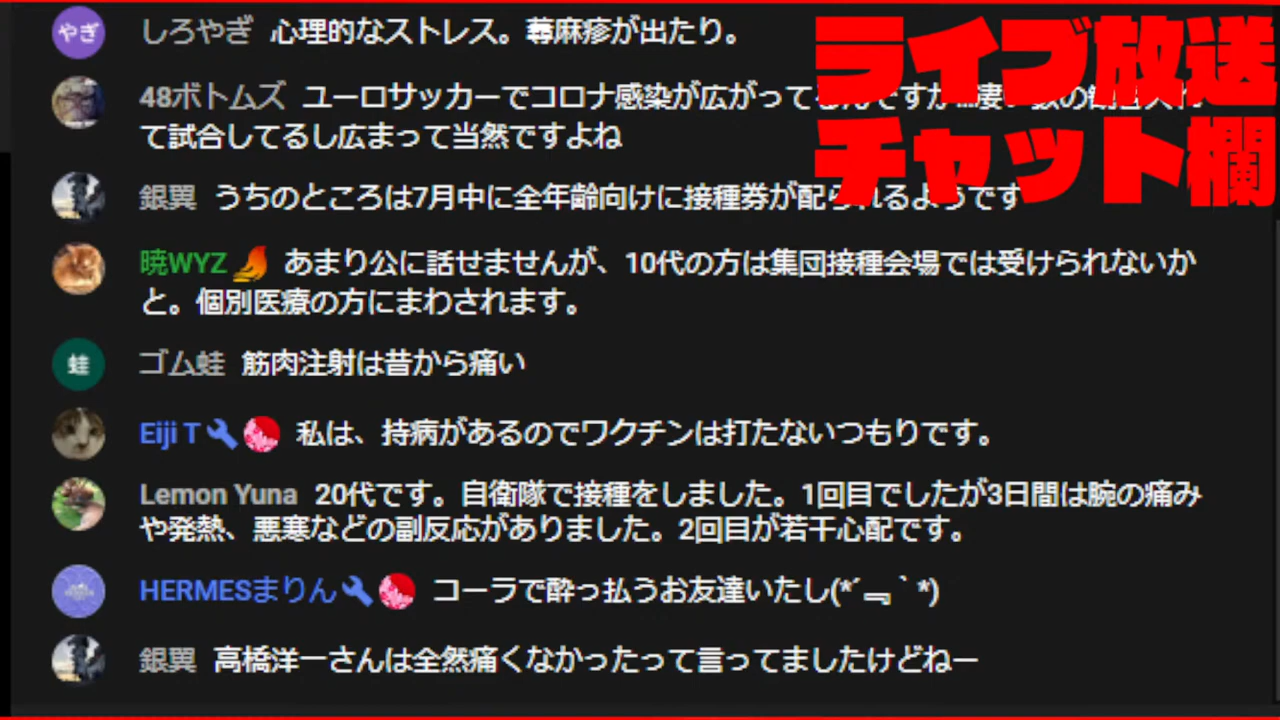 やぎ しろやぎ 心理的なストレス。蕁麻疹が出たり。
ライブ放送
チャット欄
48ボトムズ ユーロサッカーでコロナ感染が広がって
て試合してるし広まって当然ですよね
銀翼 うちのところは7月中に全年齢向けに接種券が配られるようです
暁WYZ あまり公に話せませんが、10代の方は集団接種会場では受けられないか
と。個別医療の方にまわされます。
蛙 ゴム蛙 筋肉注射は昔から痛い
Eiji T 私は、持病があるのでワクチンは打たないつもりです。
Lemon Yuna 20代です。自衛隊で接種をしました。1回目でしたが3日間は腕の痛み
や発熱、悪寒などの副反応がありました。2回目が若干心配です。
HERMESまりん コーラで酔っ払うお友達いたし(*´﹃｀*)
銀翼 高橋洋一さんは全然痛くなかったって言ってましたけどねー